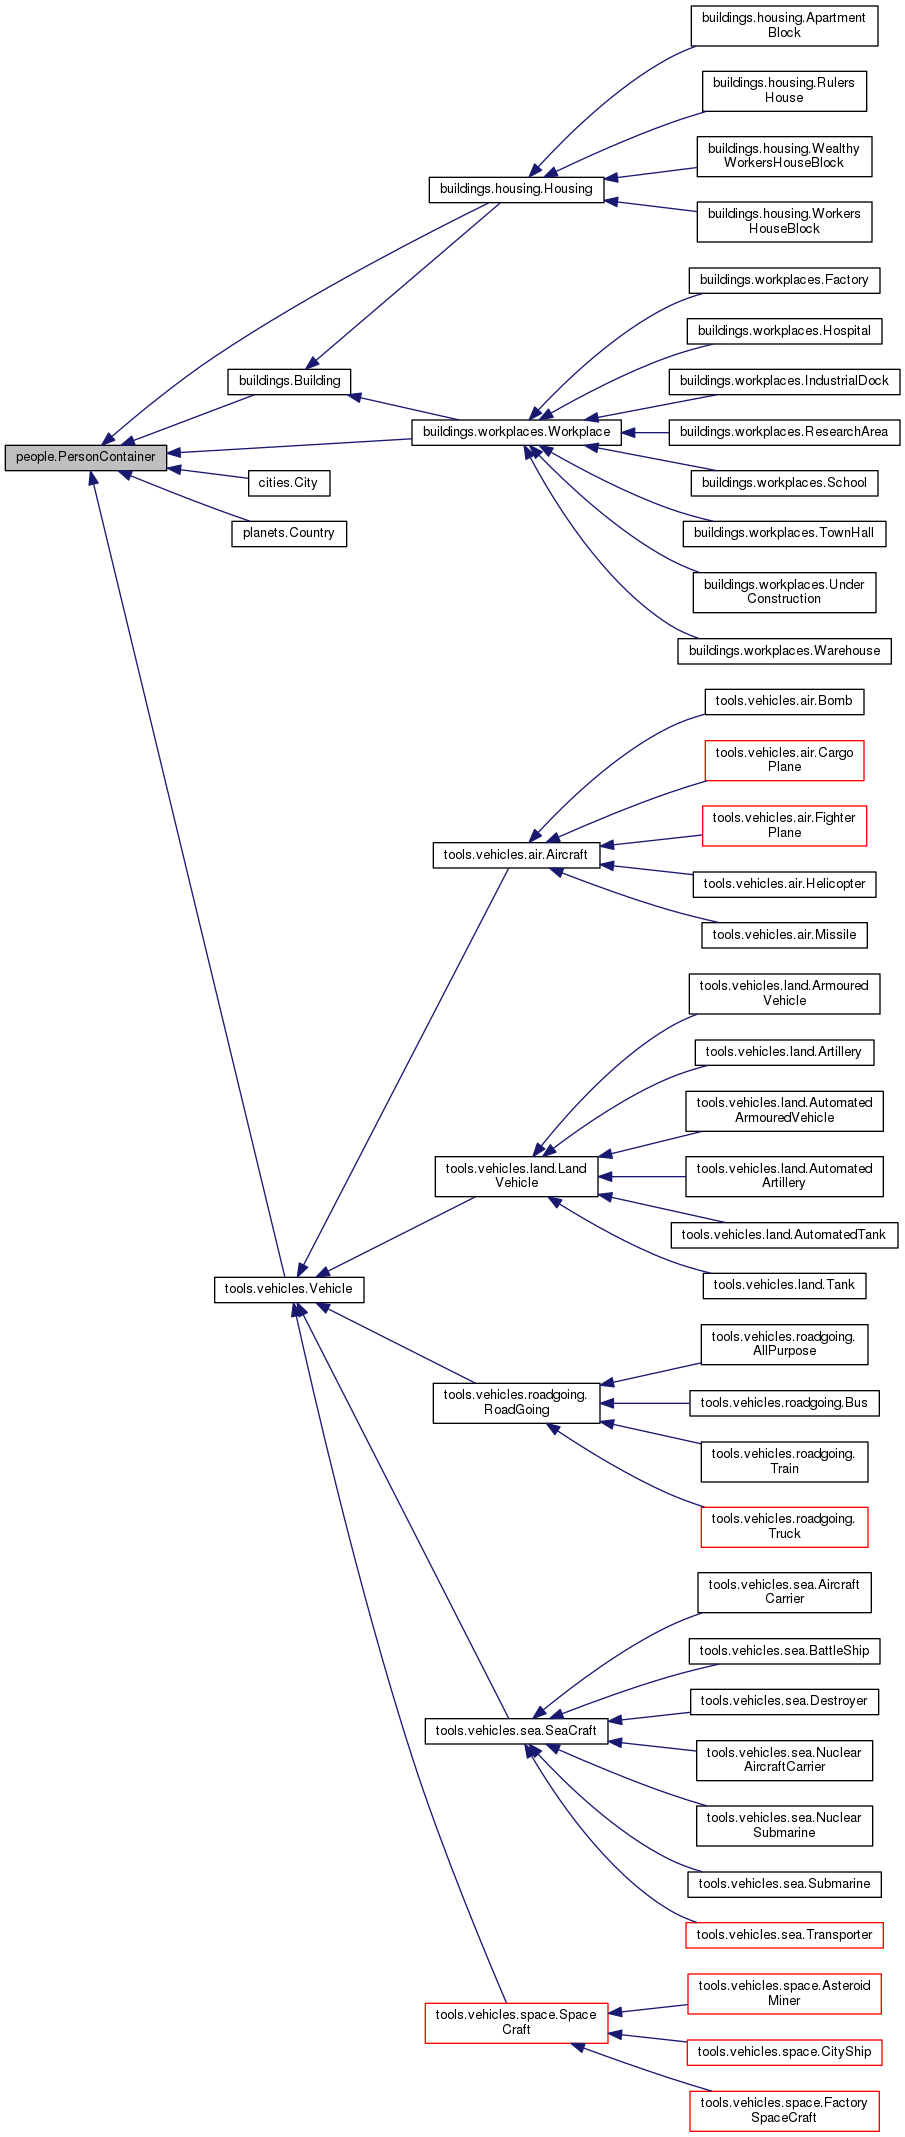 buildings.housing.Apartment
Block
buildings.housing.Rulers
House
buildings.housing.Wealthy
WorkersHouseBlock
buildings.housing.Housing
buildings.housing.Workers
HouseBlock
buildings.workplaces.Factory
buildings.workplaces.Hospital
buildings.Building
buildings.workplaces.IndustrialDock
buildings.workplaces.Workplace
buildings.workplaces.ResearchArea
people.PersonContainer
cities.City
buildings.workplaces.School
planets.Country
buildings.workplaces.TownHall
buildings.workplaces.Under
Construction
buildings.workplaces.Warehouse
tools.vehicles.air.Bomb
tools.vehicles.air.Cargo
Plane
tools.vehicles.air.Fighter
Plane
tools.vehicles.air.Aircraft
tools.vehicles.air.Helicopter
tools.vehicles.air.Missile
tools.vehicles.land.Armoured
Vehicle
tools.vehicles.land.Artillery
tools.vehicles.land.Automated
ArmouredVehicle
tools.vehicles.land.Land
Vehicle
tools.vehicles.land.Automated
Artillery
tools.vehicles.land.AutomatedTank
tools.vehicles.Vehicle
tools.vehicles.land.Tank
tools.vehicles.roadgoing.
AllPurpose
tools.vehicles.roadgoing.
RoadGoing
tools.vehicles.roadgoing.Bus
tools.vehicles.roadgoing.
Train
tools.vehicles.roadgoing.
Truck
tools.vehicles.sea.Aircraft
Carrier
tools.vehicles.sea.BattleShip
tools.vehicles.sea.Destroyer
tools.vehicles.sea.SeaCraft
tools.vehicles.sea.Nuclear
AircraftCarrier
tools.vehicles.sea.Nuclear
Submarine
tools.vehicles.sea.Submarine
tools.vehicles.sea.Transporter
tools.vehicles.space.Asteroid
Miner
tools.vehicles.space.Space
Craft
tools.vehicles.space.CityShip
tools.vehicles.space.Factory
SpaceCraft